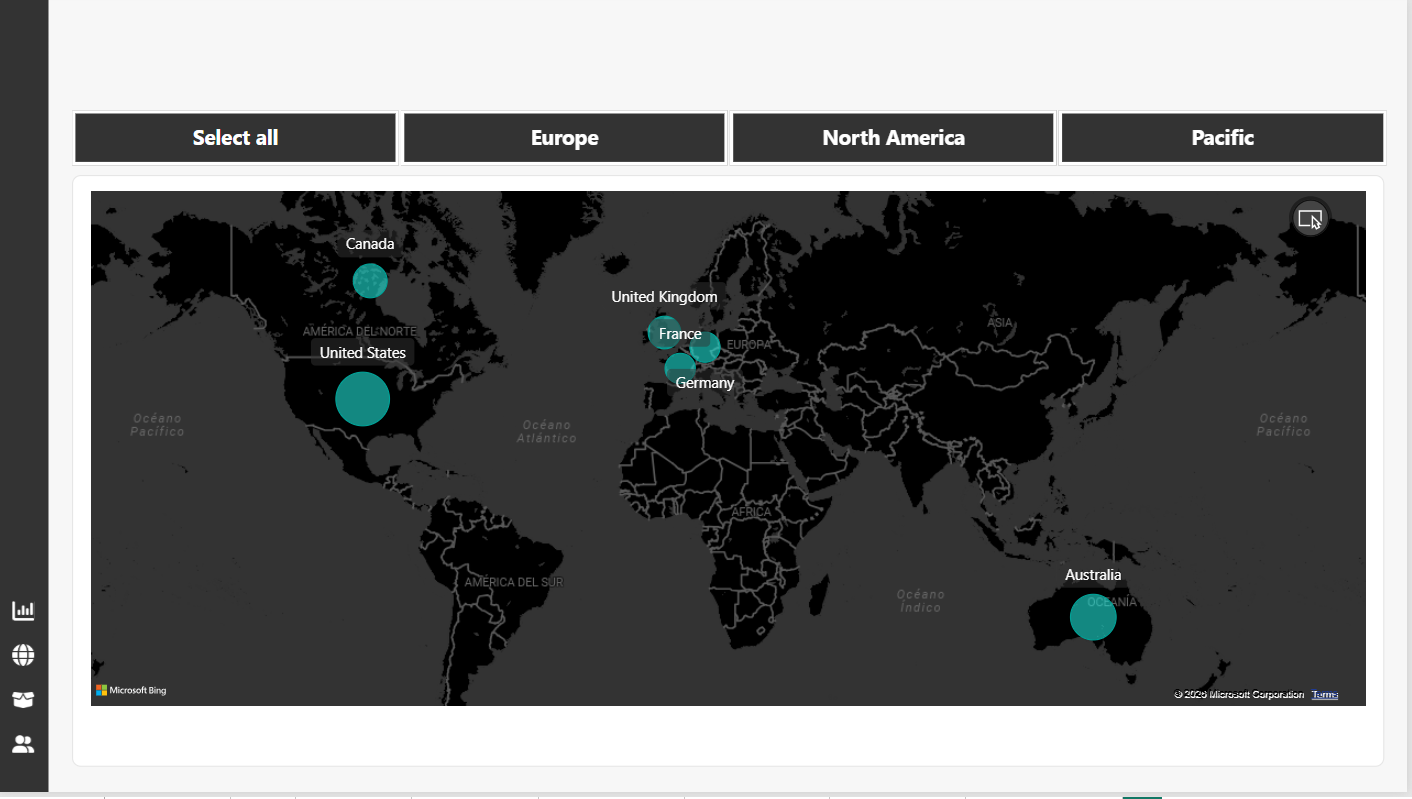 Select all
Europe
North America
Pacific
Canada
United Kingdom
AMÉRICA DEL NORTE
ASIA
France
EUROPA
United States
Germany
Océano
Pacífico
Océano
Atlántico
Océano
Pacífico
ÁFRICA
Australia
AMÉRICA DEL SUR
Océano
Índico
OCEANÍA
Microsoft Bing
© 2026 Microsoft Corporation Terms